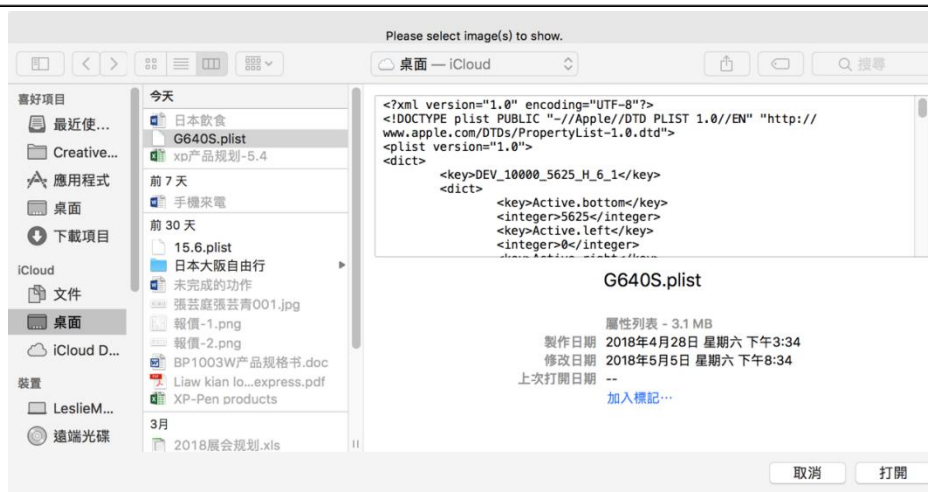 Please select image(s) to show.
桌面 — iCloud
搜尋
喜好項目
最近使...
Creative...
應用程式
桌面
下載項目
iCloud
文件
桌面
iCloud D...
裝置
LeslieM...
遠端光碟
今天
日本飲食
G640S.plist
xp产品规划-5.4
前 7 天
手機來電
前 30 天
15.6.plist
日本大阪自由行
未完成的功作
張芸庭張芸青001.jpg
報價-1.png
報價-2.png
BP1003W产品规格书.doc
Liaw kian lo...express.pdf
XP-Pen products
3月
2018展会规划.xls
<?xml version="1.0" encoding="UTF-8"?>
<!DOCTYPE plist PUBLIC "-//Apple//DTD PLIST 1.0//EN" "http://
www.apple.com/DTDs/PropertyList-1.0.dtd">
<plist version="1.0">
<dict>
<key>DEV_10000_5625_H_6_1</key>
<dict>
<key>Active.bottom</key>
<integer>5625</integer>
<key>Active.left</key>
<integer>0</integer>
G640S.plist
屬性列表 - 3.1 MB
製作日期 2018年4月28日 星期六 下午3:34
修改日期 2018年5月5日 星期六 下午8:34
上次打開日期 --
加入標記…
取消
打開